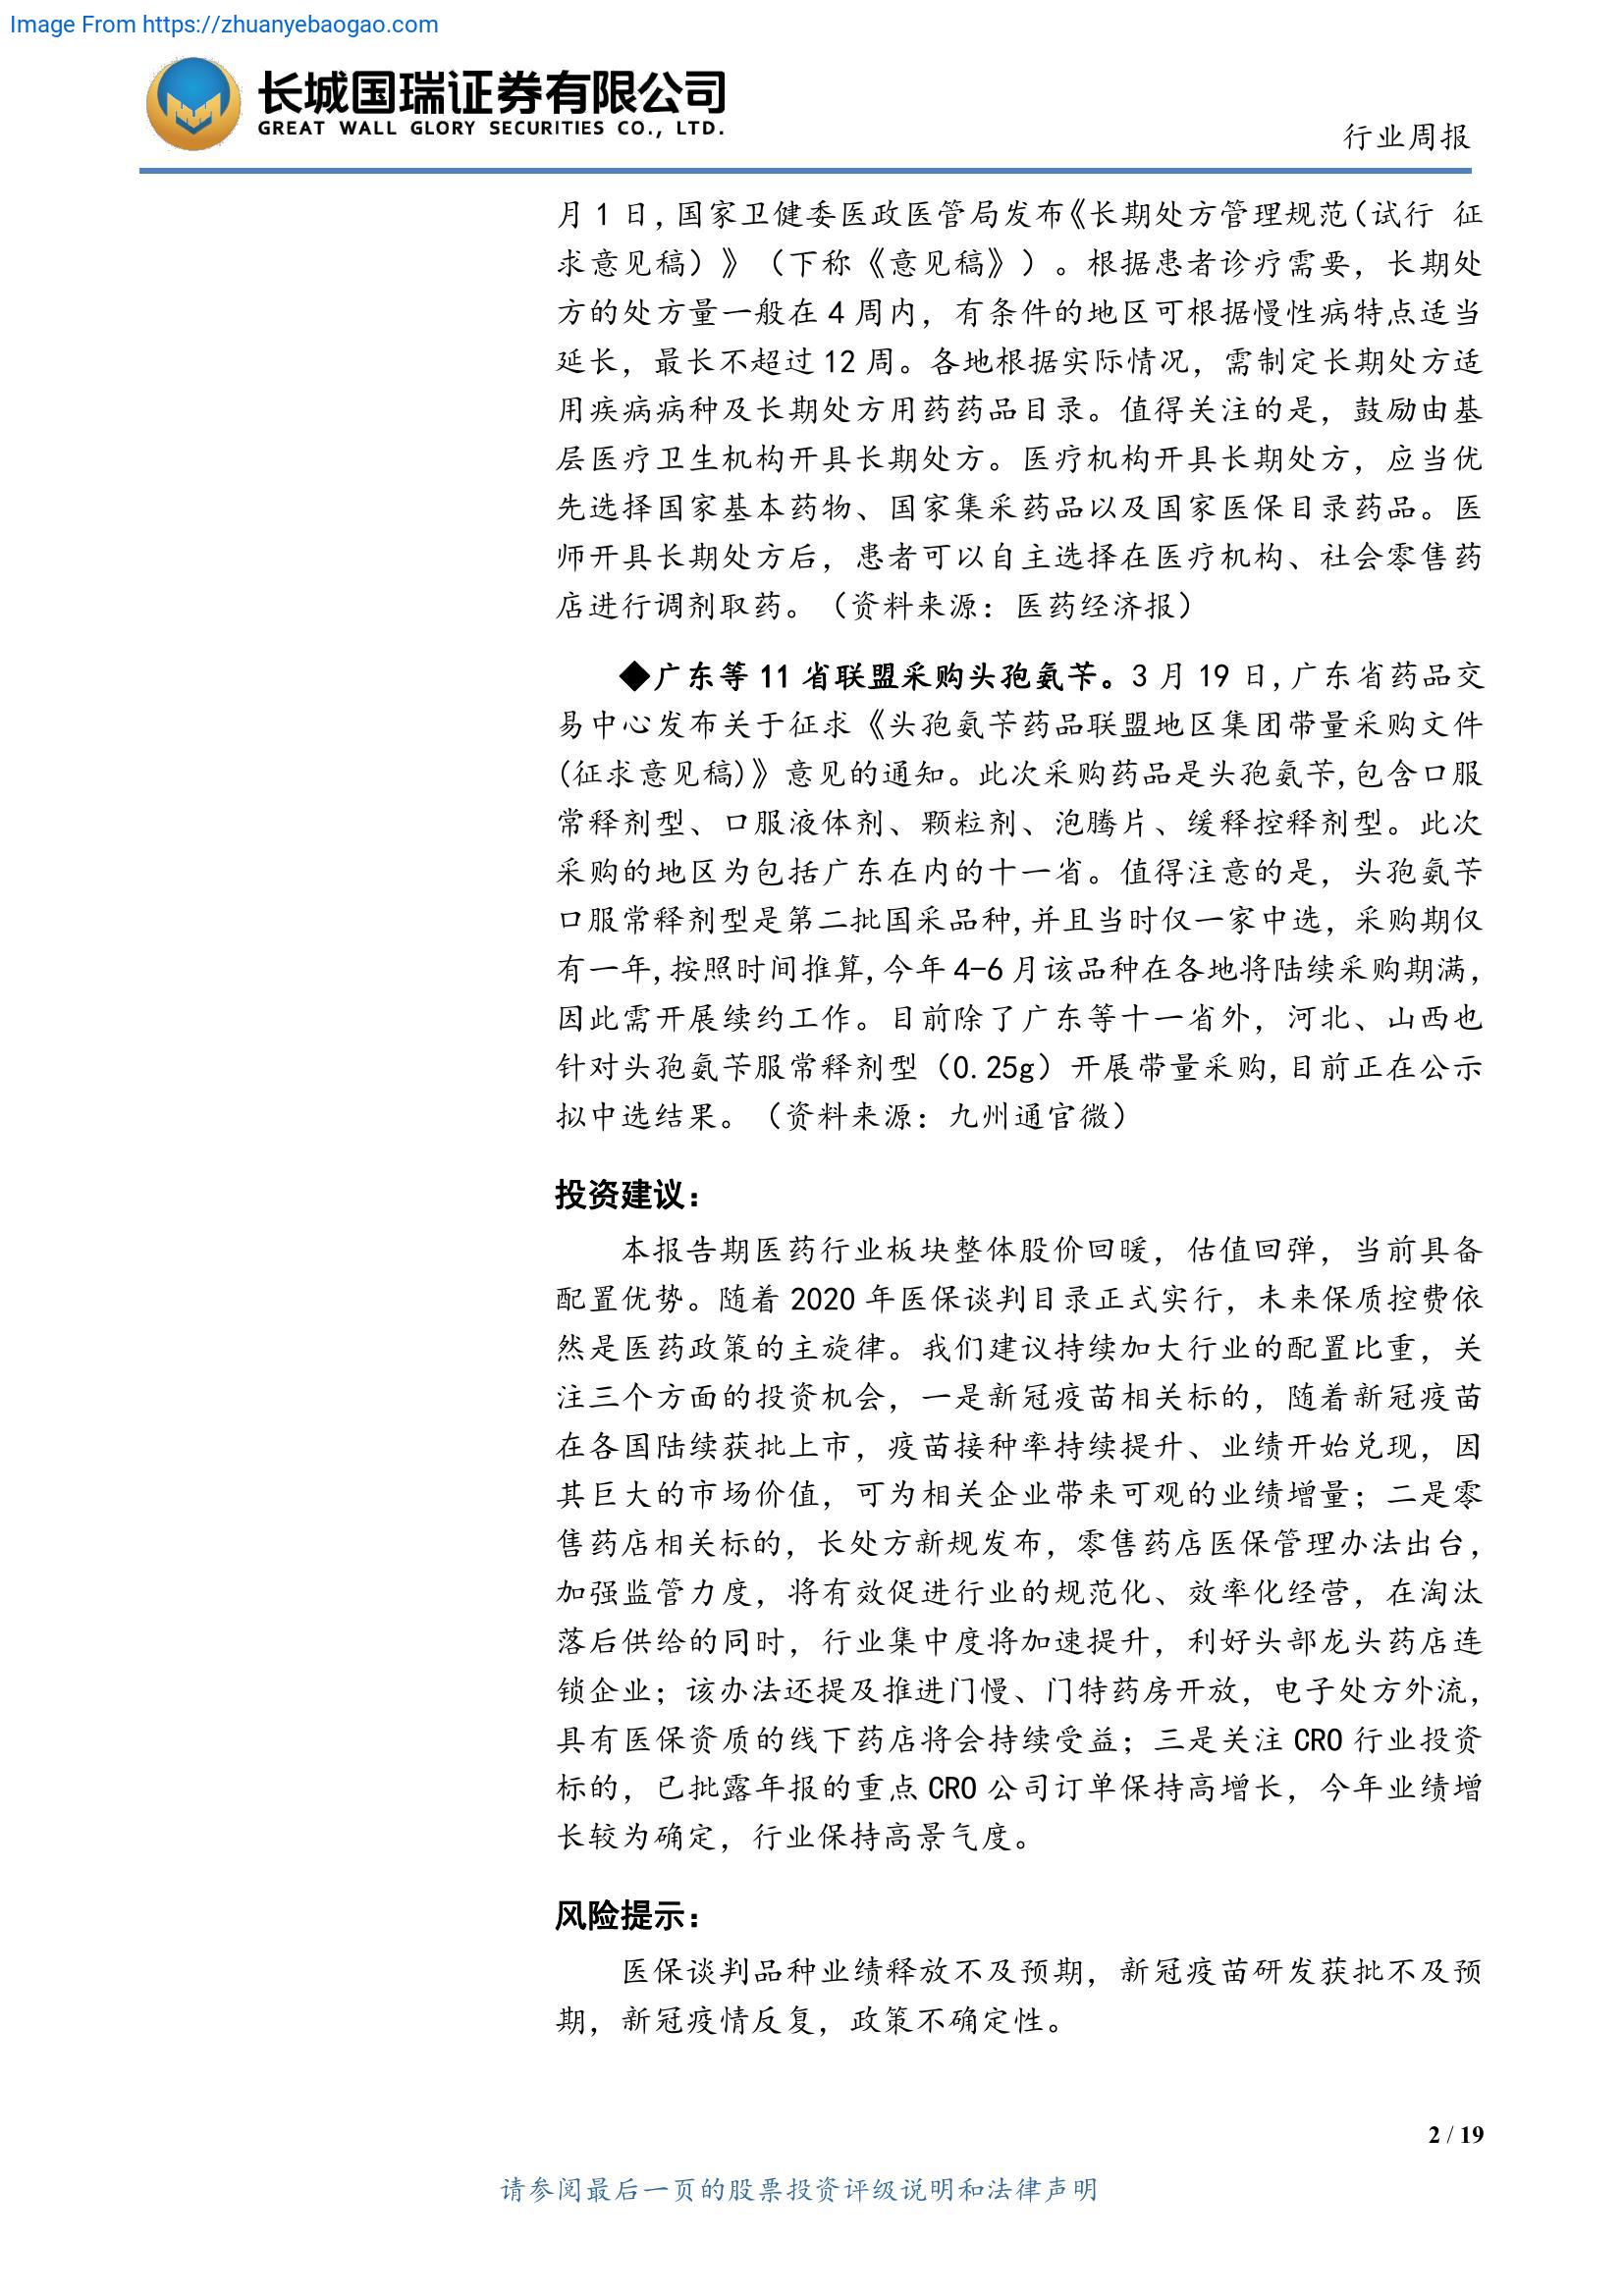 Image From https://zhuanyebaogao.com
长城国瑞证券有限公司
GREAT WALL GLORY SECURITIES CO., LTD.
行业周报
月 1 日,国家卫健委医政医管局发布《长期处方管理规范(试行 征
求意见稿）》（下称《意见稿》）。根据患者诊疗需要，长期处
方的处方量一般在 4 周内，有条件的地区可根据慢性病特点适当
延长，最长不超过 12 周。各地根据实际情况，需制定长期处方适
用疾病病种及长期处方用药药品目录。值得关注的是，鼓励由基
层医疗卫生机构开具长期处方。医疗机构开具长期处方，应当优
先选择国家基本药物、国家集采药品以及国家医保目录药品。医
师开具长期处方后，患者可以自主选择在医疗机构、社会零售药
店进行调剂取药。（资料来源：医药经济报）
◆广东等 11 省联盟采购头孢氨苄。3 月 19 日,广东省药品交
易中心发布关于征求《头孢氨苄药品联盟地区集团带量采购文件
(征求意见稿)》意见的通知。此次采购药品是头孢氨苄,包含口服
常释剂型、口服液体剂、颗粒剂、泡腾片、缓释控释剂型。此次
采购的地区为包括广东在内的十一省。值得注意的是，头孢氨苄
口服常释剂型是第二批国采品种,并且当时仅一家中选，采购期仅
有一年,按照时间推算,今年 4-6 月该品种在各地将陆续采购期满，
因此需开展续约工作。目前除了广东等十一省外，河北、山西也
针对头孢氨苄服常释剂型（0.25g）开展带量采购,目前正在公示
拟中选结果。（资料来源：九州通官微）
投资建议：
本报告期医药行业板块整体股价回暖，估值回弹，当前具备
配置优势。随着 2020 年医保谈判目录正式实行，未来保质控费依
然是医药政策的主旋律。我们建议持续加大行业的配置比重，关
注三个方面的投资机会，一是新冠疫苗相关标的，随着新冠疫苗
在各国陆续获批上市，疫苗接种率持续提升、业绩开始兑现，因
其巨大的市场价值，可为相关企业带来可观的业绩增量；二是零
售药店相关标的，长处方新规发布，零售药店医保管理办法出台，
加强监管力度，将有效促进行业的规范化、效率化经营，在淘汰
落后供给的同时，行业集中度将加速提升，利好头部龙头药店连
锁企业；该办法还提及推进门慢、门特药房开放，电子处方外流，
具有医保资质的线下药店将会持续受益；三是关注 CRO 行业投资
标的，已批露年报的重点 CRO 公司订单保持高增长，今年业绩增
长较为确定，行业保持高景气度。
风险提示：
医保谈判品种业绩释放不及预期，新冠疫苗研发获批不及预
期，新冠疫情反复，政策不确定性。
2 / 19
请参阅最后一页的股票投资评级说明和法律声明